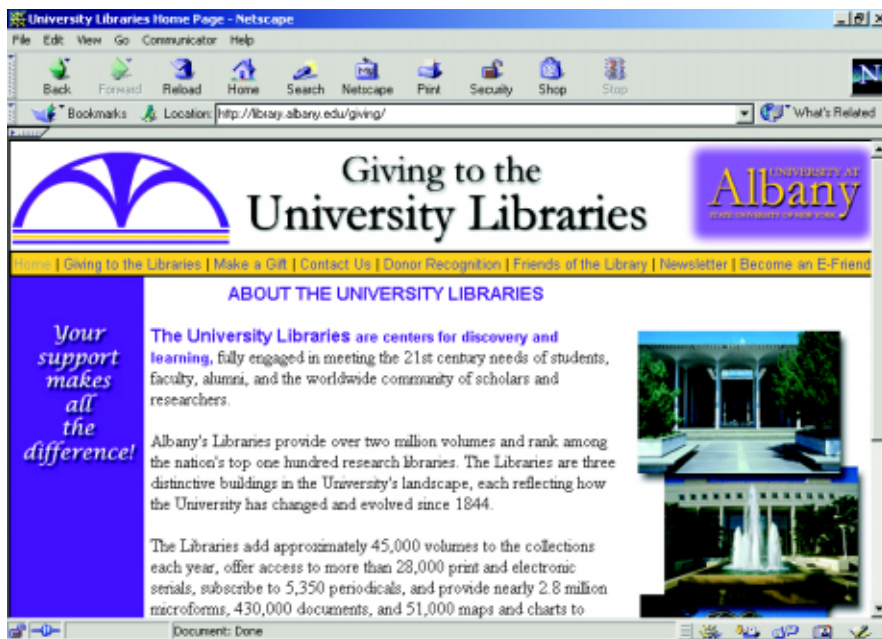 University Libraries Home Page - Netscape
File Edit View Go Communicator Help
Back Forward Reload Home Search Netscape Print Security Shop Stop
Bookmarks Location: http://library.albany.edu/giving/ What's Related
Giving to the
University Libraries
UNIVERSITY AT
Albany
STATE UNIVERSITY OF NEW YORK
Home | Giving to the Libraries | Make a Gift | Contact Us | Donor Recognition | Friends of the Library | Newsletter | Become an E-Friend
Your
support
makes
all
the
difference!
ABOUT THE UNIVERSITY LIBRARIES
The University Libraries are centers for discovery and
learning, fully engaged in meeting the 21st century needs of students,
faculty, alumni, and the worldwide community of scholars and
researchers.
Albany's Libraries provide over two million volumes and rank among
the nation's top one hundred research libraries. The Libraries are three
distinctive buildings in the University's landscape, each reflecting how
the University has changed and evolved since 1844.
The Libraries add approximately 45,000 volumes to the collections
each year, offer access to more than 28,000 print and electronic
serials, subscribe to 5,350 periodicals, and provide nearly 2.8 million
microforms, 430,000 documents, and 51,000 maps and charts to
Document: Done